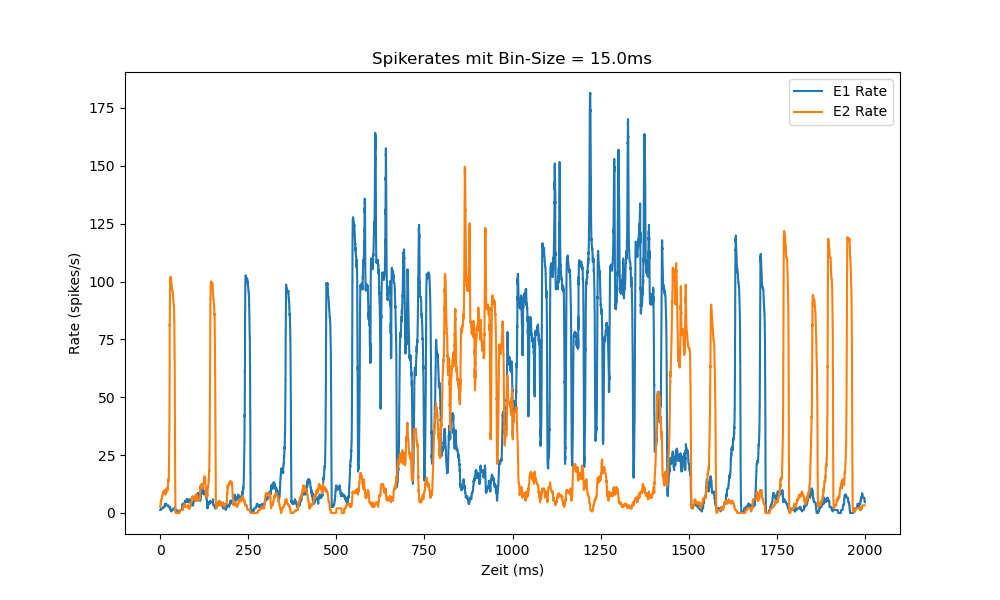 Spikerates mit Bin-Size = 15.0ms
E1 Rate
E2 Rate
175
150
125
100
75
50
25
0
Rate (spikes/s)
0 250 500 750 1000 1250 1500 1750 2000
Zeit (ms)